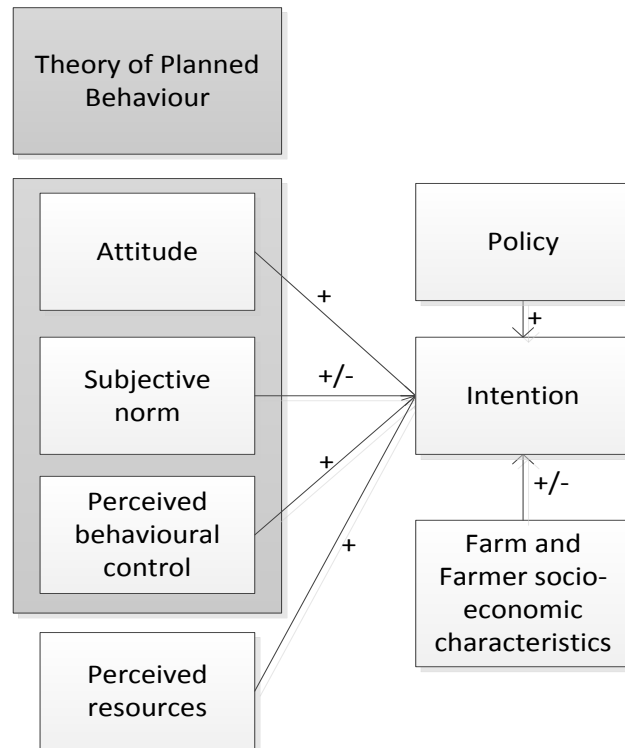 Theory of Planned
Behaviour
Attitude
+
Subjective
norm
+/-
Perceived
behavioural
control
+
Perceived
resources
+
Policy
+
Intention
+/-
Farm and
Farmer socio-
economic
characteristics